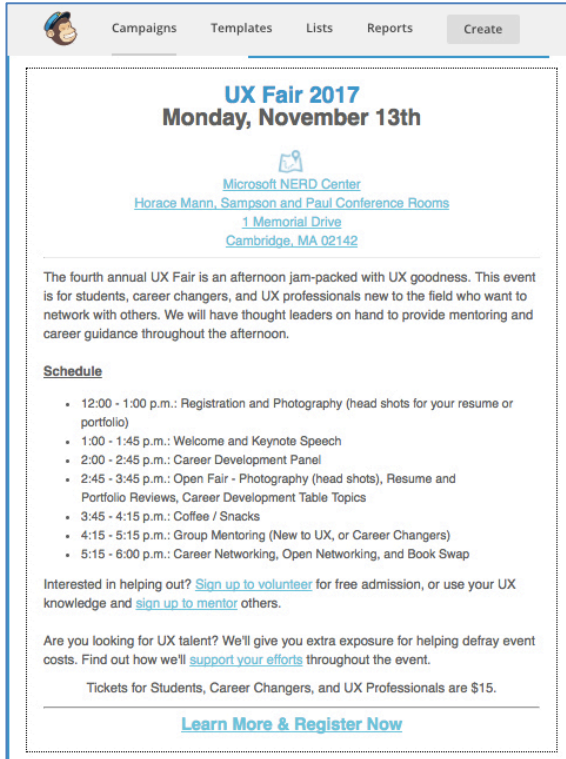 Campaigns Templates Lists Reports Create
UX Fair 2017
Monday, November 13th
Microsoft NERD Center
Horace Mann, Sampson and Paul Conference Rooms
1 Memorial Drive
Cambridge, MA 02142
The fourth annual UX Fair is an afternoon jam-packed with UX goodness. This event
is for students, career changers, and UX professionals new to the field who want to
network with others. We will have thought leaders on hand to provide mentoring and
career guidance throughout the afternoon.
Schedule
• 12:00 - 1:00 p.m.: Registration and Photography (head shots for your resume or
portfolio)
• 1:00 - 1:45 p.m.: Welcome and Keynote Speech
• 2:00 - 2:45 p.m.: Career Development Panel
• 2:45 - 3:45 p.m.: Open Fair - Photography (head shots), Resume and
Portfolio Reviews, Career Development Table Topics
• 3:45 - 4:15 p.m.: Coffee / Snacks
• 4:15 - 5:15 p.m.: Group Mentoring (New to UX, or Career Changers)
• 5:15 - 6:00 p.m.: Career Networking, Open Networking, and Book Swap
Interested in helping out? Sign up to volunteer for free admission, or use your UX
knowledge and sign up to mentor others.
Are you looking for UX talent? We'll give you extra exposure for helping defray event
costs. Find out how we'll support your efforts throughout the event.
Tickets for Students, Career Changers, and UX Professionals are $15.
Learn More & Register Now